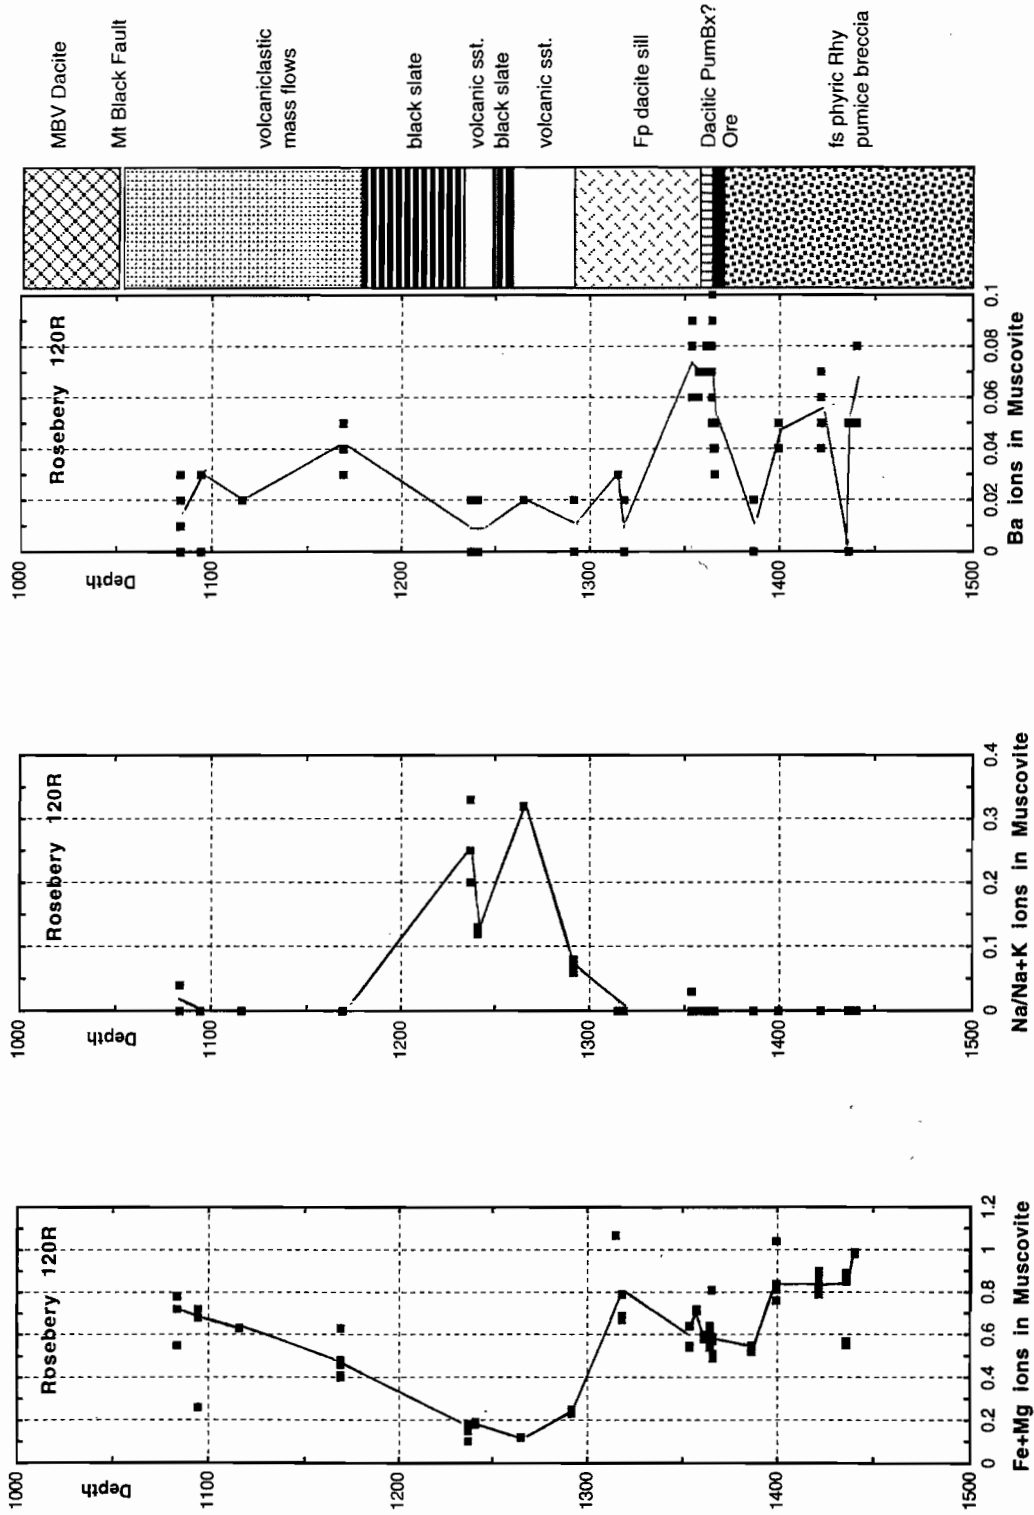 MBV Dacite
Mt Black Fault
volcaniclastic
mass flows
black slate
volcanic sst.
black slate
volcanic sst.
Fp dacite sill
Dacitic PumBx?
Ore
fs phyric Rhy
pumice breccia
Rosebery 120R
Depth
1000
1100
1200
1300
1400
1500
0
0.02
0.04
0.06
0.08
0.1
Ba ions in Muscovite
Rosebery 120R
Depth
1000
1100
1200
1300
1400
1500
0
0.1
0.2
0.3
0.4
Na/Na+K ions in Muscovite
Rosebery 120R
Depth
1000
1100
1200
1300
1400
1500
0
0.2
0.4
0.6
0.8
1
1.2
Fe+Mg ions in Muscovite